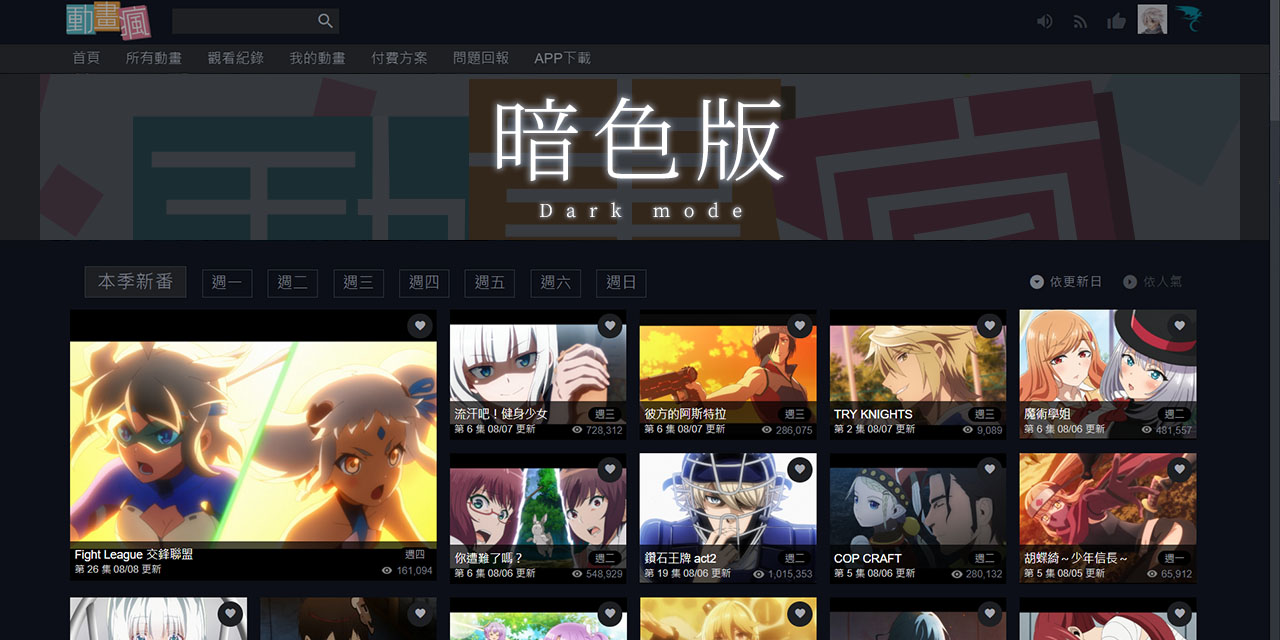 動畫瘋
首頁 所有動畫 觀看紀錄 我的動畫 付費方案 問題回報 APP下載
暗色版
Dark mode
本季新番 週一 週二 週三 週四 週五 週六 週日 依更新日 依人氣
Fight League 交鋒聯盟 週四
第 26 集 08/08 更新 161,094
流汗吧！健身少女 週三
第 6 集 08/07 更新 728,312
彼方的阿斯特拉 週三
第 6 集 08/07 更新 286,075
TRY KNIGHTS 週三
第 2 集 08/07 更新 9,089
魔術學姐 週二
第 6 集 08/06 更新 481,557
你遭難了嗎？ 週二
第 6 集 08/06 更新 548,929
鑽石王牌 act2 週二
第 19 集 08/06 更新 1,015,353
COP CRAFT 週二
第 5 集 08/06 更新 280,132
胡蝶綺～少年信長～ 週一
第 5 集 08/05 更新 65,912